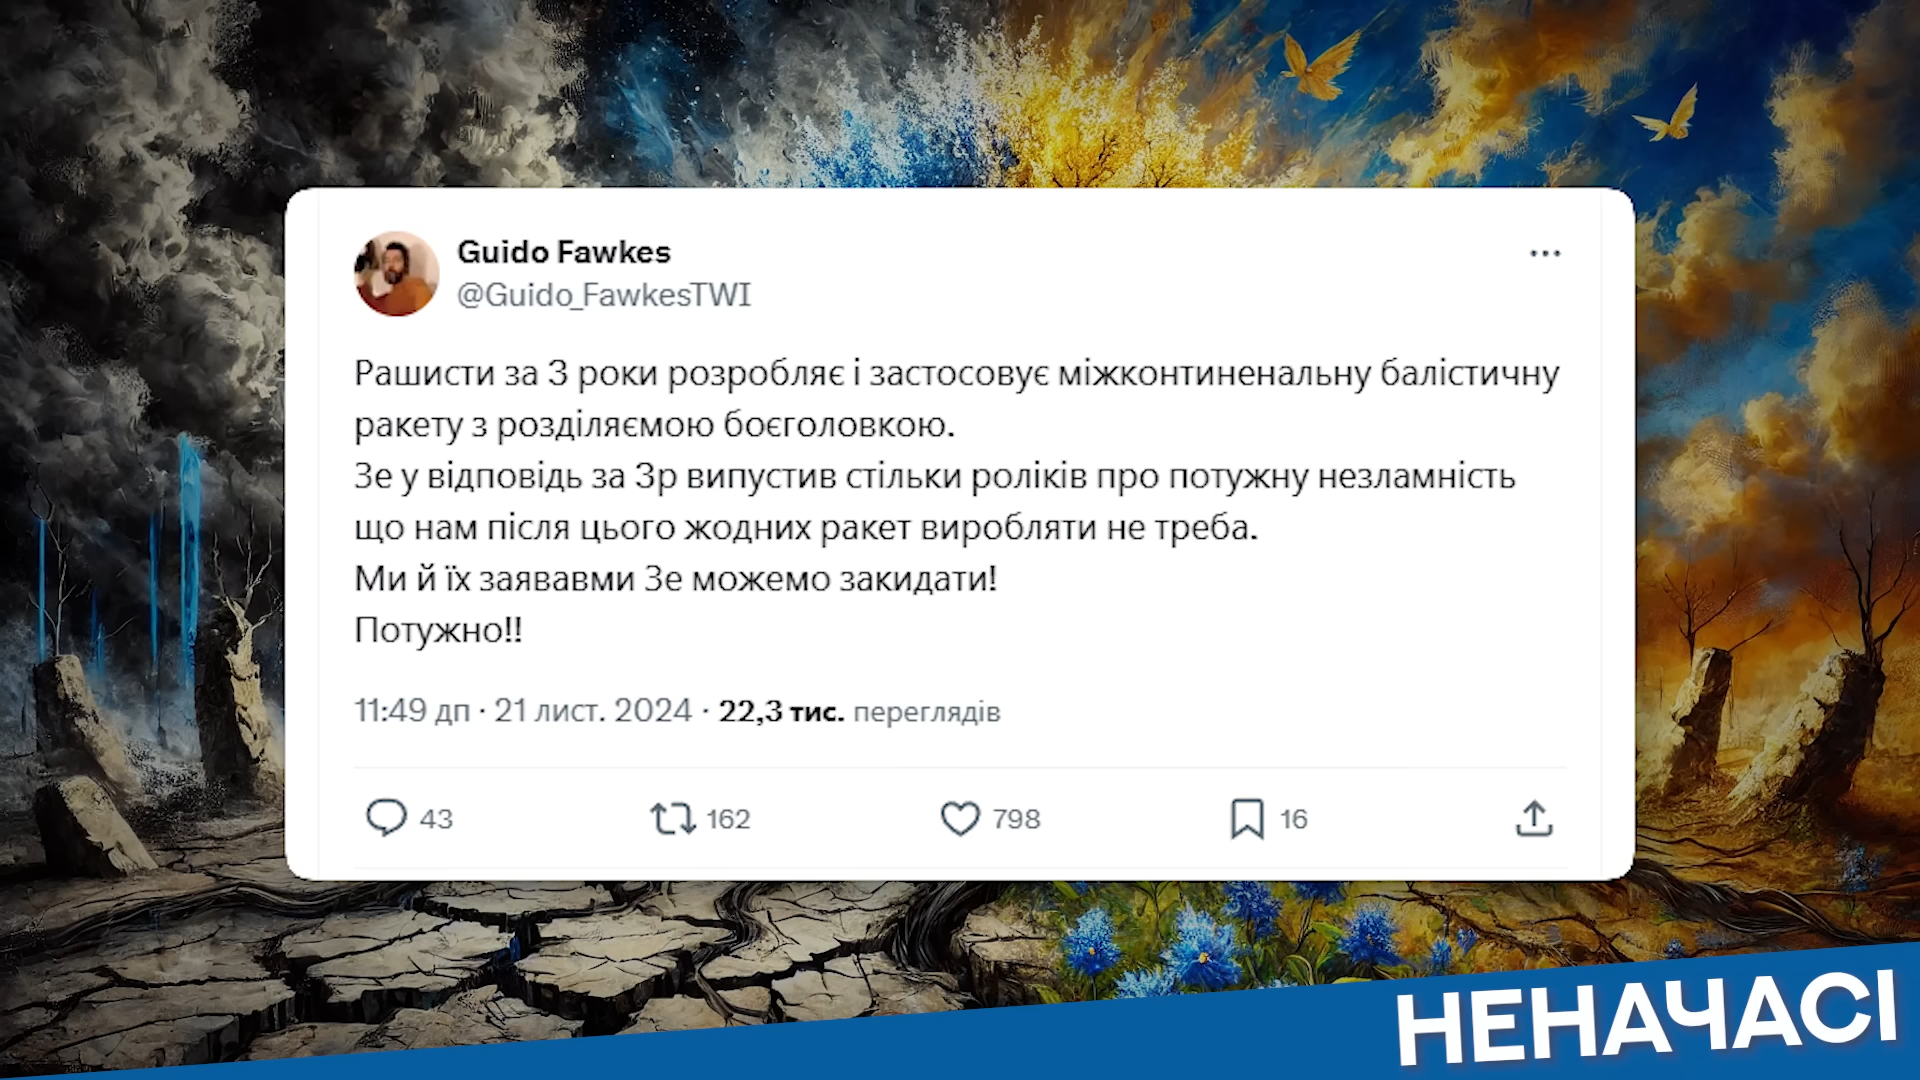 Guido Fawkes
@Guido_FawkesTWI
Рашисти за 3 роки розробляє і застосовує міжконтиненальну балістичну
ракету з розділяємою боєголовкою.
Зе у відповідь за 3р випустив стільки роліків про потужну незламність
що нам після цього жодних ракет виробляти не треба.
Ми й їх заявавми Зе можемо закидати!
Потужно!!
11:49 дп · 21 лист. 2024 · 22,3 тис. переглядів
43 162 798 16
НЕНАЧАСІ